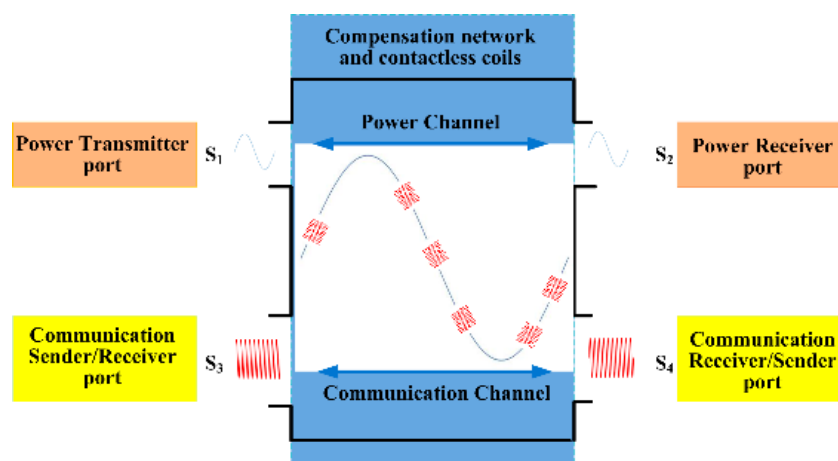 Compensation network
and contactless coils
Power Channel
Power Transmitter
port
S1
S2
Power Receiver
port
Communication
Sender/Receiver
port
S3
S4
Communication
Receiver/Sender
port
Communication Channel